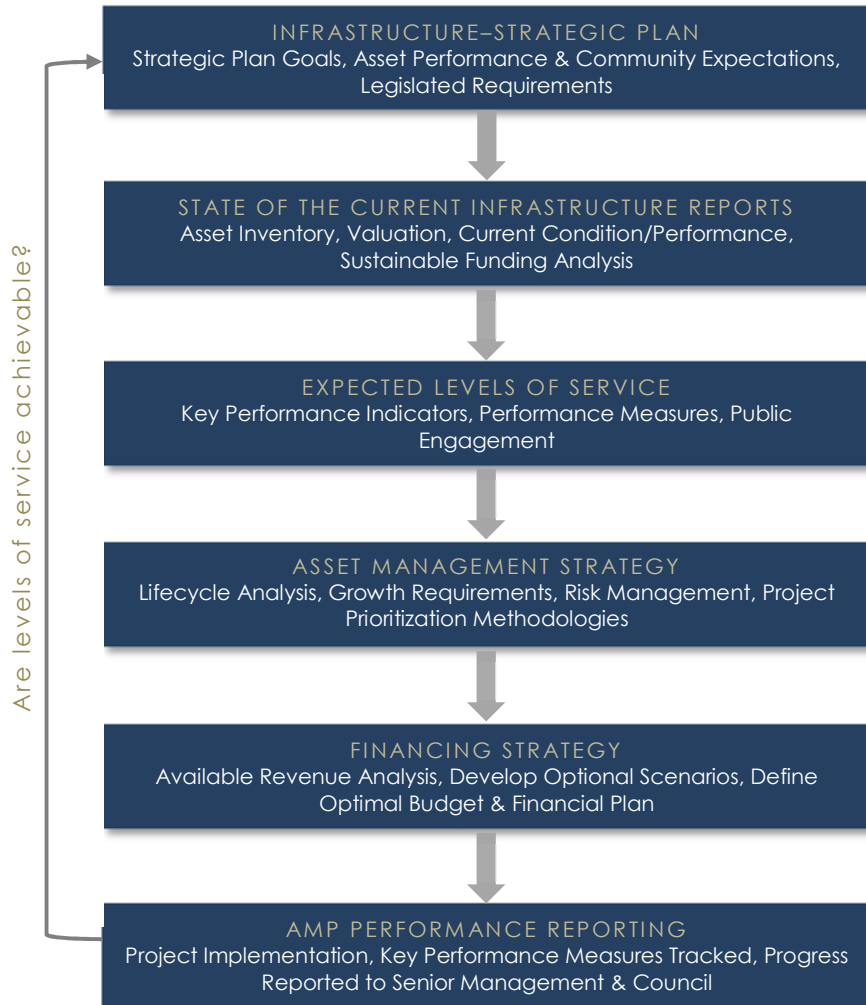 INFRASTRUCTURE–STRATEGIC PLAN
Strategic Plan Goals, Asset Performance & Community Expectations,
Legislated Requirements
STATE OF THE CURRENT INFRASTRUCTURE REPORTS
Asset Inventory, Valuation, Current Condition/Performance,
Sustainable Funding Analysis
EXPECTED LEVELS OF SERVICE
Key Performance Indicators, Performance Measures, Public
Engagement
ASSET MANAGEMENT STRATEGY
Lifecycle Analysis, Growth Requirements, Risk Management, Project
Prioritization Methodologies
FINANCING STRATEGY
Available Revenue Analysis, Develop Optional Scenarios, Define
Optimal Budget & Financial Plan
AMP PERFORMANCE REPORTING
Project Implementation, Key Performance Measures Tracked, Progress
Reported to Senior Management & Council
Are levels of service achievable?